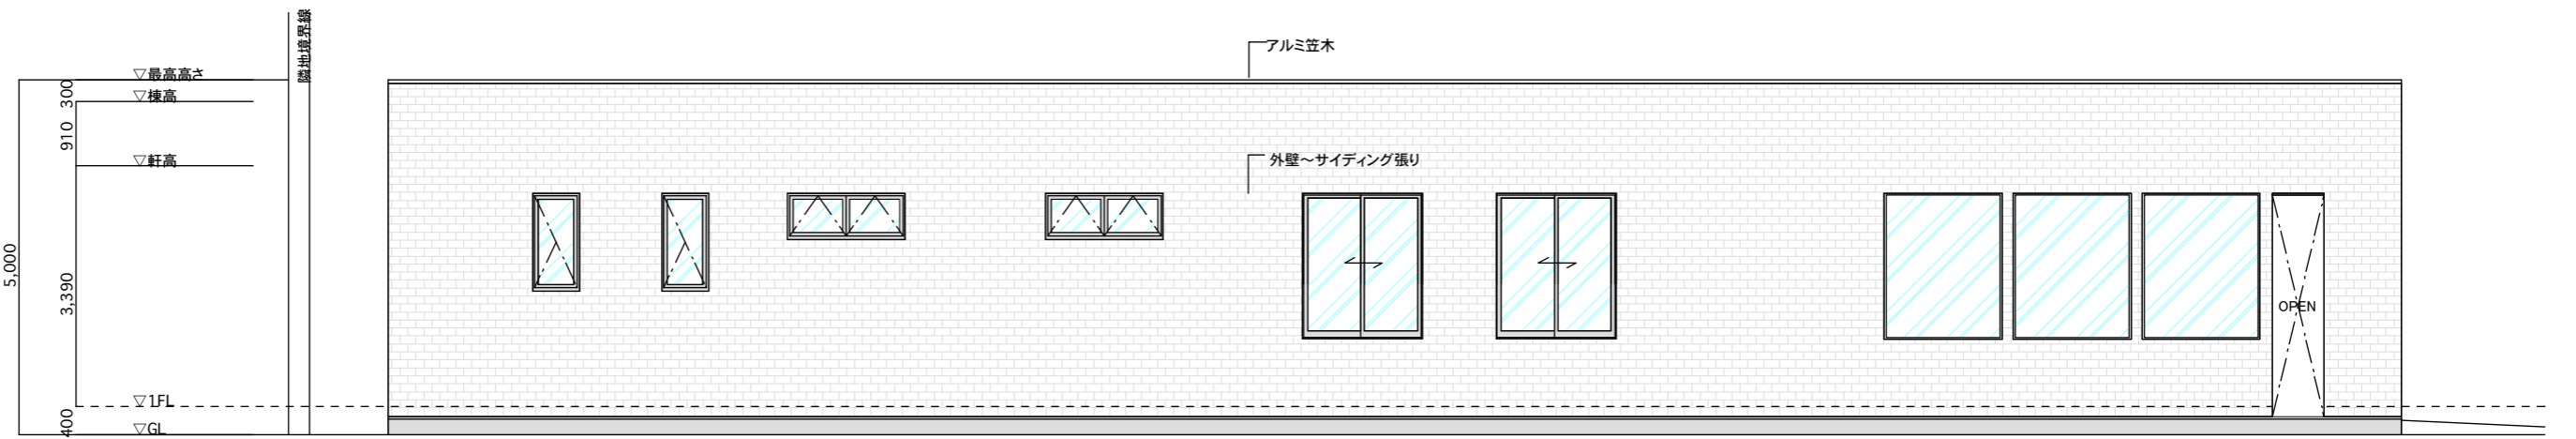 アルミ笠木
隣地境界線
▽最高高さ
300
▽棟高
910
▽軒高
外壁～サイディング張り
5,000
3,390
OPEN
▽1FL
400
▽GL